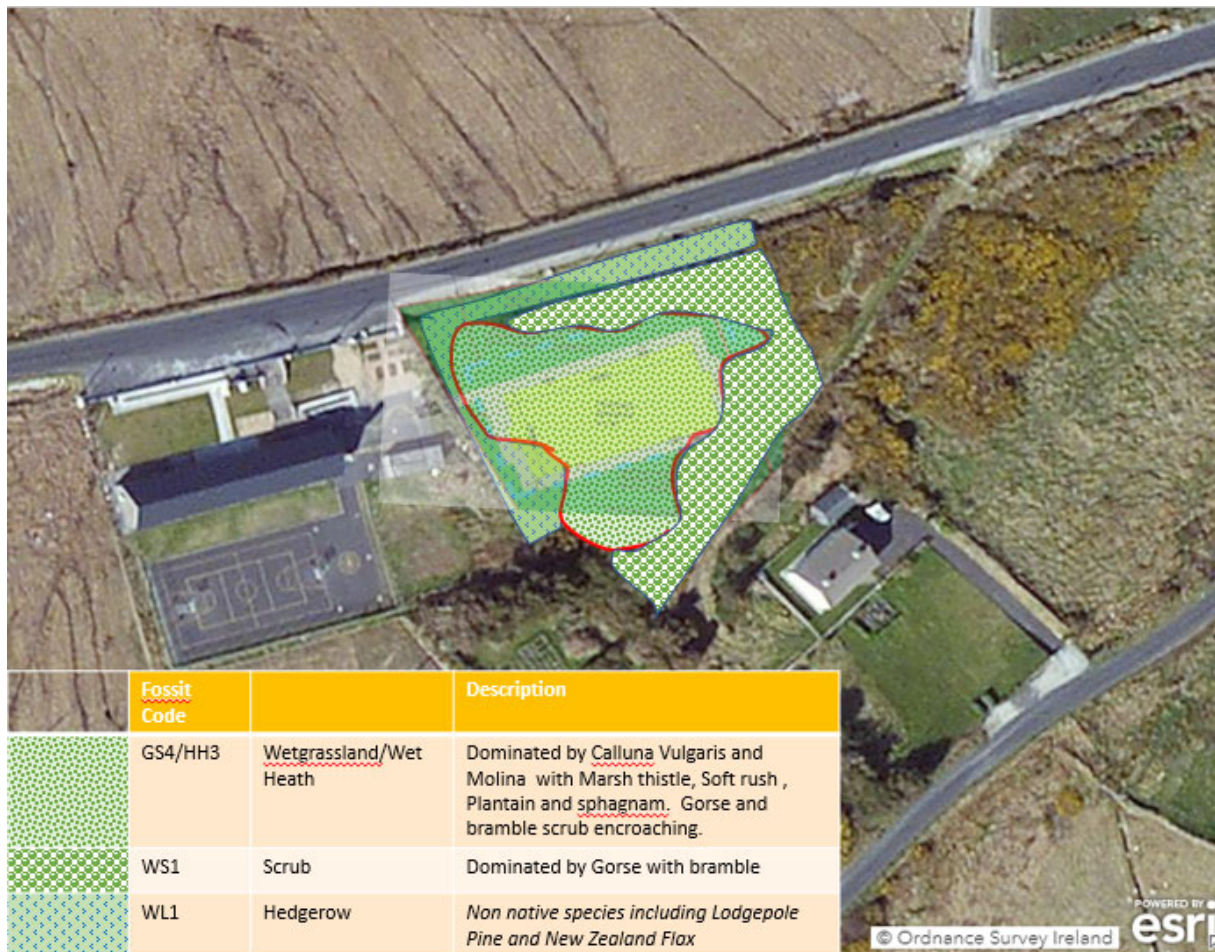 Fossit
Code
Description
GS4/HH3
Wetgrassland/Wet
Heath
Dominated by Calluna Vulgaris and
Molina with Marsh thistle, Soft rush ,
Plantain and sphagnam. Gorse and
bramble scrub encroaching.
WS1
Scrub
Dominated by Gorse with bramble
WL1
Hedgerow
Non native species including Lodgepole
Pine and New Zealand Flax
© Ordnance Survey Ireland
POWERED BY
esri